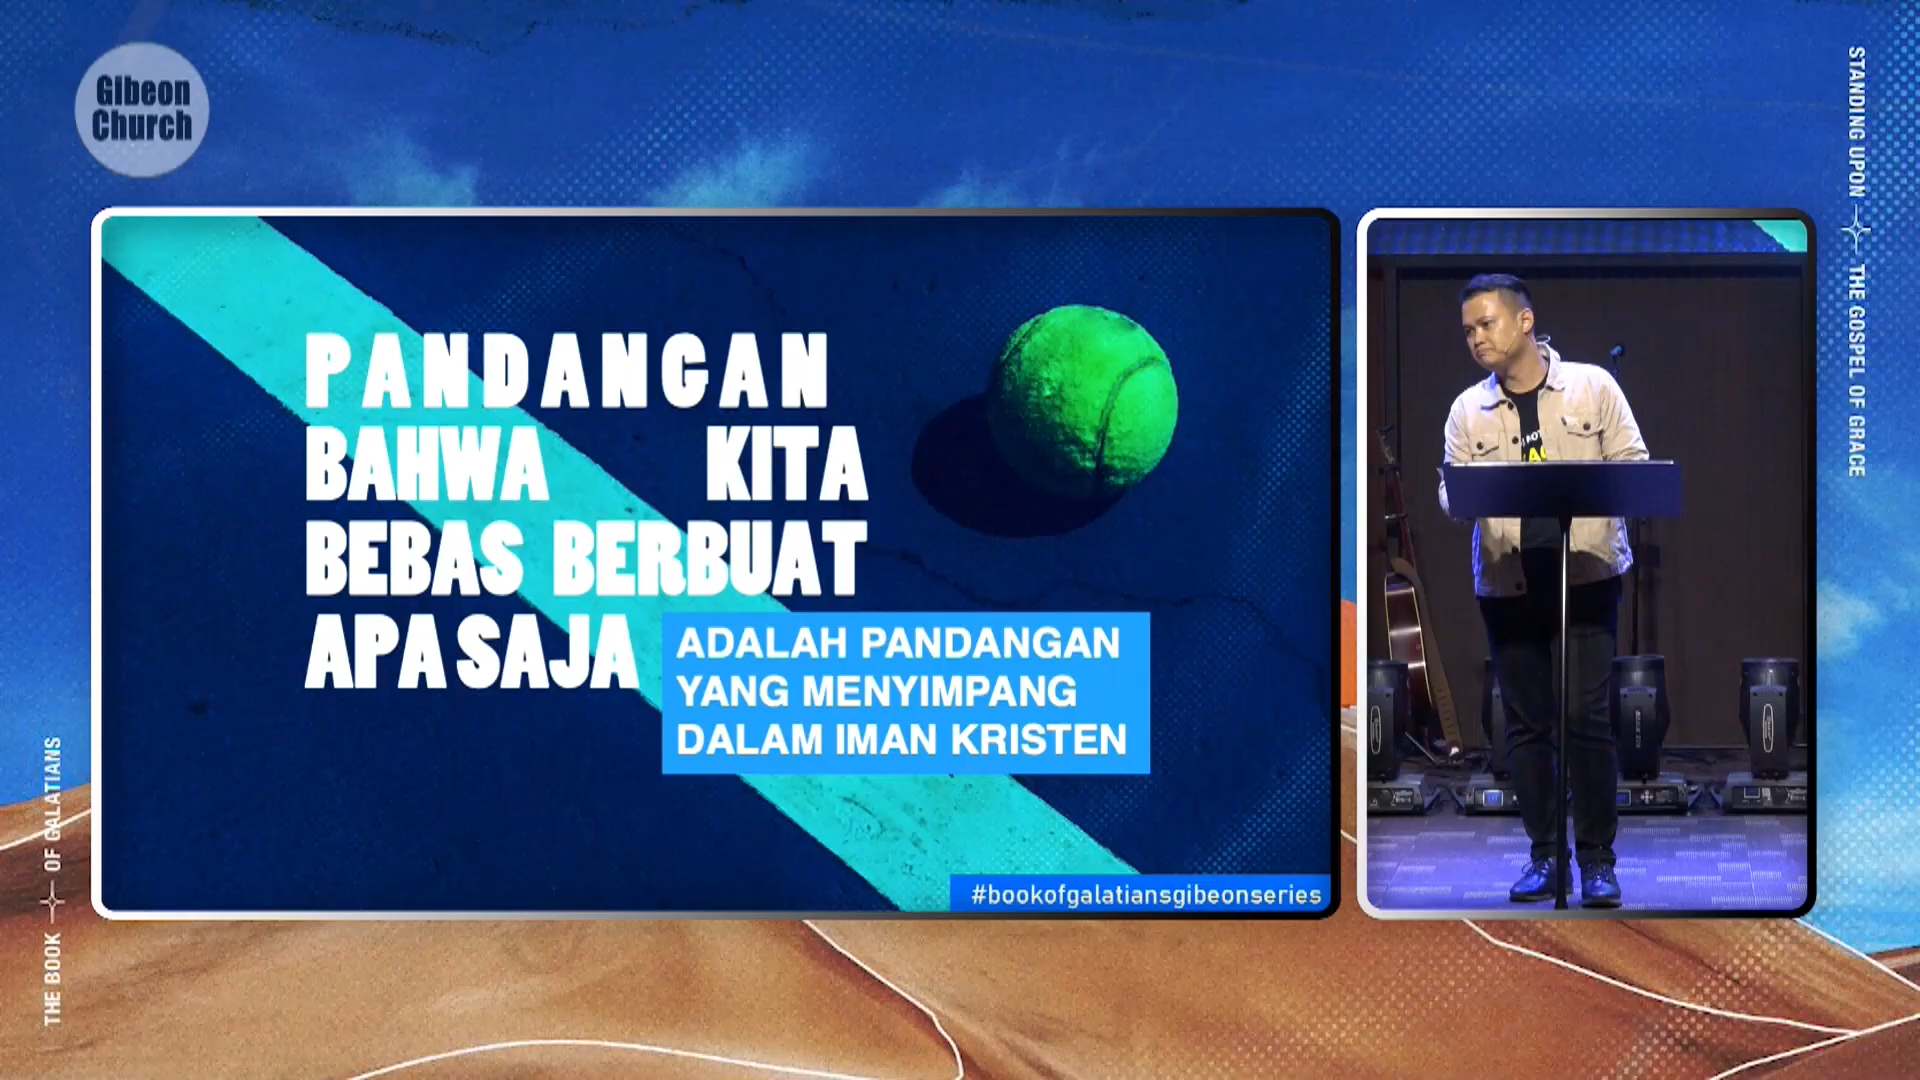 Gibeon
Church
PANDANGAN
BAHWA KITA
BEBAS BERBUAT
APA SAJA
ADALAH PANDANGAN
YANG MENYIMPANG
DALAM IMAN KRISTEN
#bookofgalatiansgibeonseries
STANDING UPON THE GOSPEL OF GRACE
THE BOOK OF GALATIANS